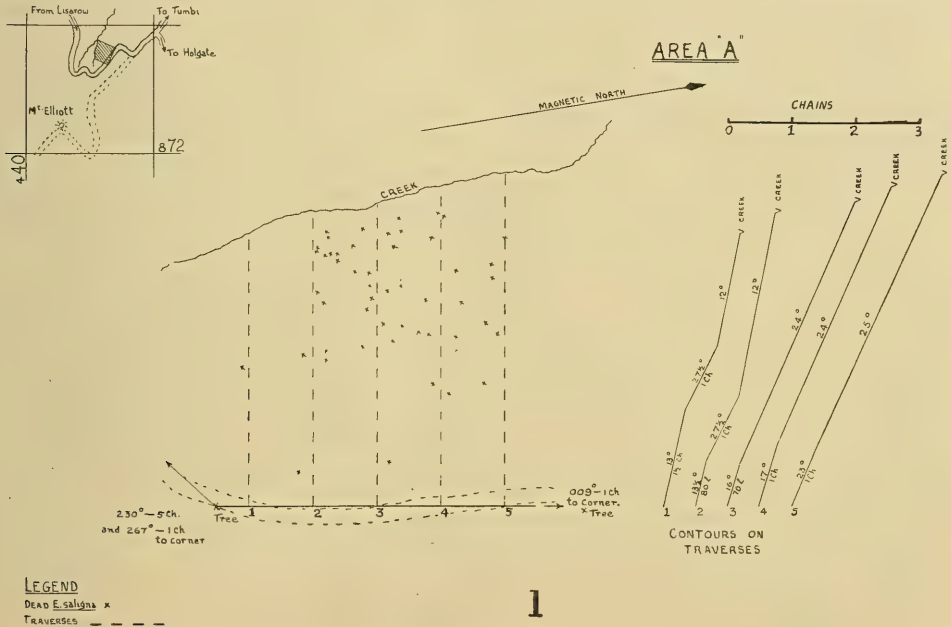 From Lisarow
To Tumbi
To Holgate
Mt Elliott
440
872
AREA "A"
MAGNETIC NORTH
CHAINS
0 1 2 3
CREEK
CREEK
CREEK
CREEK
CREEK
CREEK
12°
12°
24°
24°
25°
27½°
1 Ch
27½°
1 Ch
13°
1½ Ch
13½°
80 l
16°
70 l
17°
1 Ch
23°
1 Ch
1 2 3 4 5
CONTOURS ON
TRAVERSES
230°-5 Ch.
and 267°-1 Ch
to corner
Tree
1 2 3 4 5
009°-1 ch
to corner.
x Tree
LEGEND
DEAD E. saligna x
TRAVERSES
1